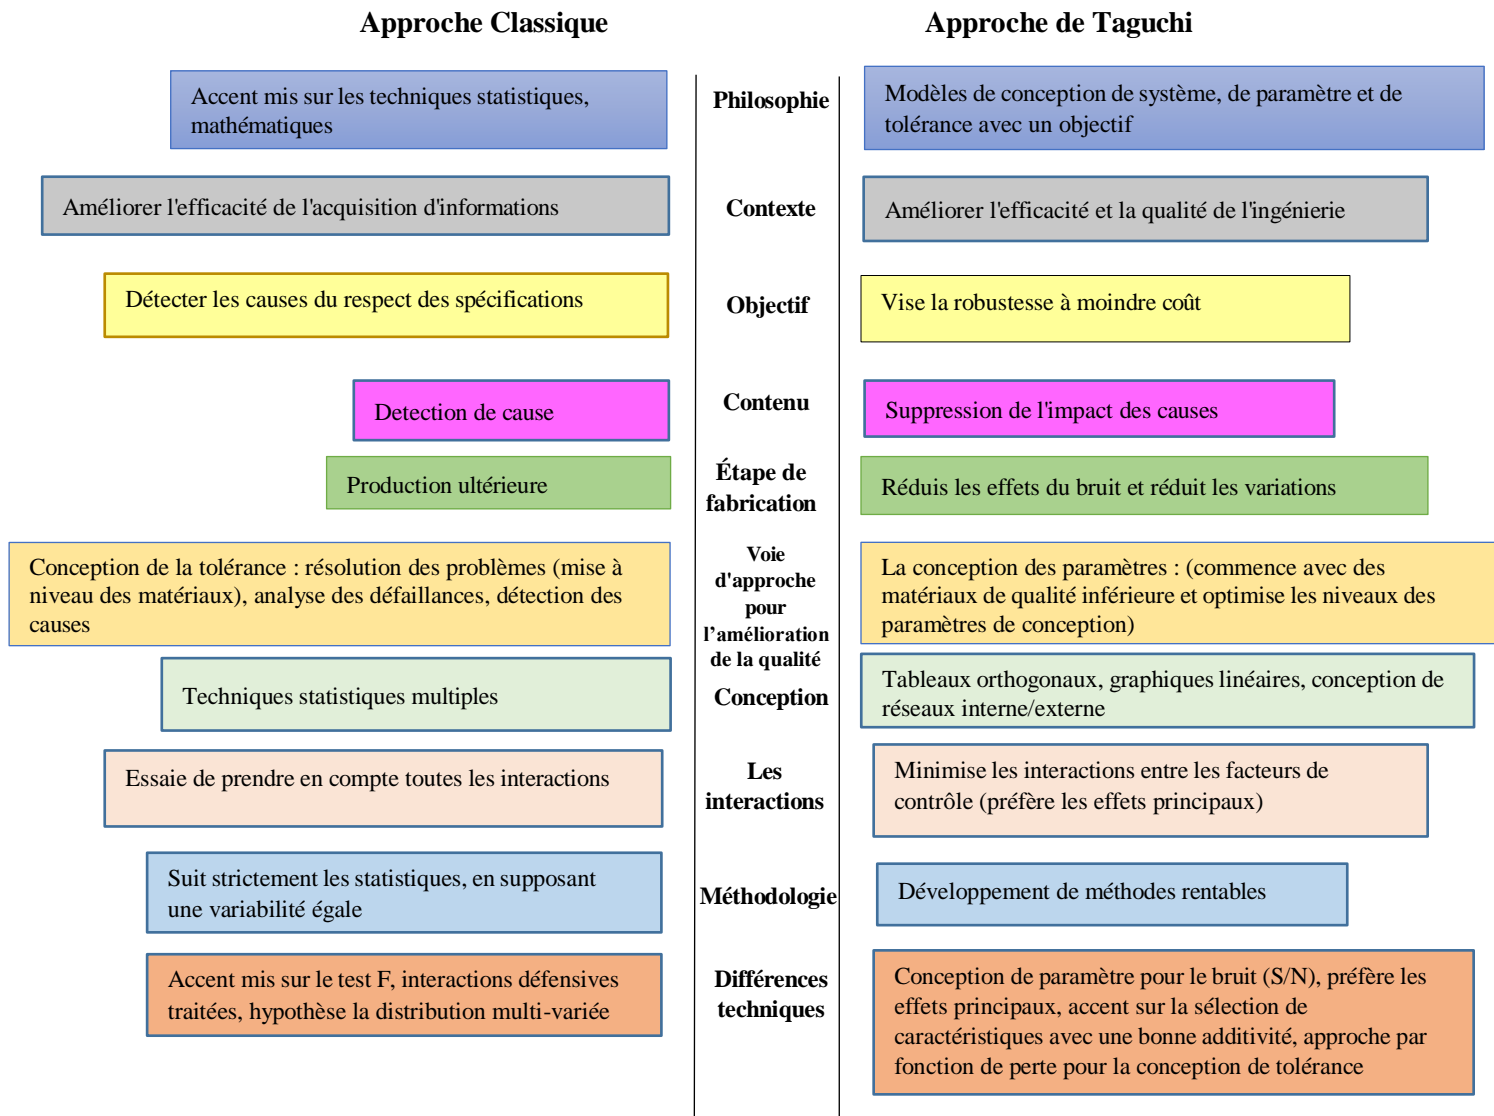 Approche Classique
Approche de Taguchi
Accent mis sur les techniques statistiques,
mathématiques
Philosophie
Modèles de conception de système, de paramètre et de
tolérance avec un objectif
Améliorer l'efficacité de l'acquisition d'informations
Contexte
Améliorer l'efficacité et la qualité de l'ingénierie
Détecter les causes du respect des spécifications
Objectif
Vise la robustesse à moindre coût
Detection de cause
Contenu
Suppression de l'impact des causes
Production ultérieure
Étape de
fabrication
Réduis les effets du bruit et réduit les variations
Conception de la tolérance : résolution des problèmes (mise à
niveau des matériaux), analyse des défaillances, détection des
causes
Voie
d'approche
pour
l’amélioration
de la qualité
La conception des paramètres : (commence avec des
matériaux de qualité inférieure et optimise les niveaux des
paramètres de conception)
Techniques statistiques multiples
Conception
Tableaux orthogonaux, graphiques linéaires, conception de
réseaux interne/externe
Essaie de prendre en compte toutes les interactions
Les
interactions
Minimise les interactions entre les facteurs de
contrôle (préfère les effets principaux)
Suit strictement les statistiques, en supposant
une variabilité égale
Méthodologie
Développement de méthodes rentables
Accent mis sur le test F, interactions défensives
traitées, hypothèse la distribution multi-variée
Différences
techniques
Conception de paramètre pour le bruit (S/N), préfère les
effets principaux, accent sur la sélection de
caractéristiques avec une bonne additivité, approche par
fonction de perte pour la conception de tolérance